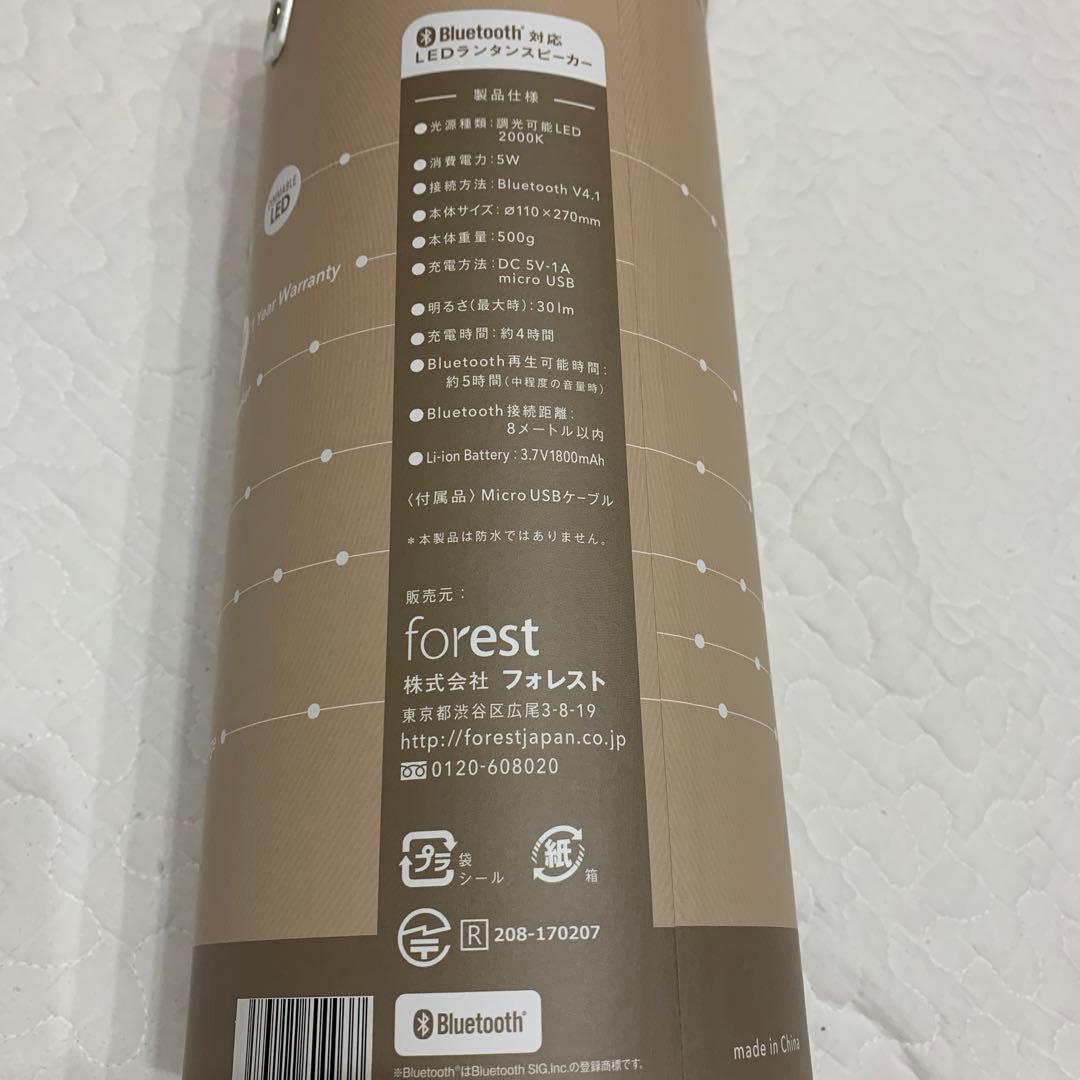 Bluetooth® 対応
LEDランタンスピーカー
製品仕様
●光源種類：調光可能LED
2000K
●消費電力：5W
●接続方法：Bluetooth V4.1
●本体サイズ：⌀110×270mm
●本体重量：500g
●充電方法：DC 5V-1A
micro USB
●明るさ（最大時）：30lm
●充電時間：約4時間
●Bluetooth再生可能時間：
約5時間（中程度の音量時）
●Bluetooth接続距離：
8メートル以内
●Li-ion Battery：3.7V1800mAh
〈付属品〉Micro USBケーブル
＊本製品は防水ではありません。
販売元：
forest
株式会社 フォレスト
東京都渋谷区広尾3-8-19
http://forestjapan.co.jp
0120-608020
プラ 袋
シール
紙 箱
R 208-170207
Bluetooth®
※Bluetooth®はBluetooth SIG,Inc.の登録商標です。
DIMMABLE
LED
1 Year Warranty
made in China